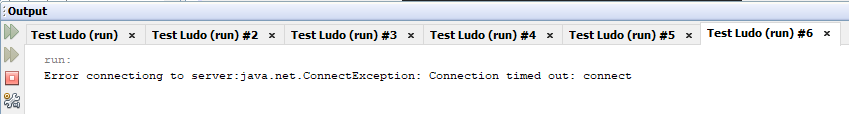 Output
Test Ludo (run) × Test Ludo (run) #2 × Test Ludo (run) #3 × Test Ludo (run) #4 × Test Ludo (run) #5 × Test Ludo (run) #6 ×
run:
Error connectiong to server:java.net.ConnectException: Connection timed out: connect